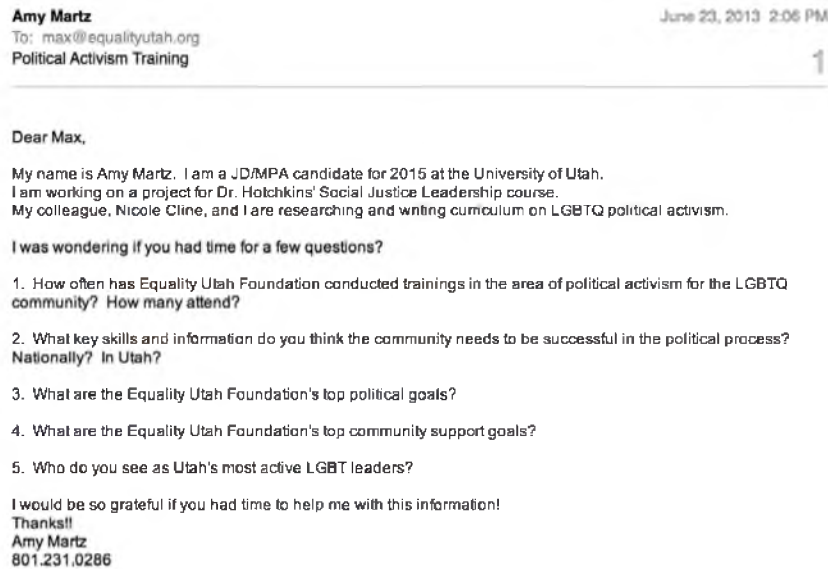 Amy Martz
June 23, 2013 2:06 PM
To: max@equalityutah.org
Political Activism Training
1
Dear Max,
My name is Amy Martz. I am a JD/MPA candidate for 2015 at the University of Utah.
I am working on a project for Dr. Hotchkins' Social Justice Leadership course.
My colleague, Nicole Cline, and I are researching and writing curriculum on LGBTQ political activism.
I was wondering if you had time for a few questions?
1. How often has Equality Utah Foundation conducted trainings in the area of political activism for the LGBTQ
community? How many attend?
2. What key skills and information do you think the community needs to be successful in the political process?
Nationally? In Utah?
3. What are the Equality Utah Foundation's top political goals?
4. What are the Equality Utah Foundation's top community support goals?
5. Who do you see as Utah's most active LGBT leaders?
I would be so grateful if you had time to help me with this information!
Thanks!!
Amy Martz
801.231.0286